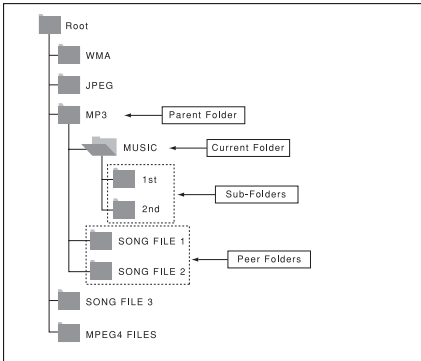 Root
WMA
JPEG
MP3
Parent Folder
MUSIC
Current Folder
1st
Sub-Folders
2nd
SONG FILE 1
Peer Folders
SONG FILE 2
SONG FILE 3
MPEG4 FILES